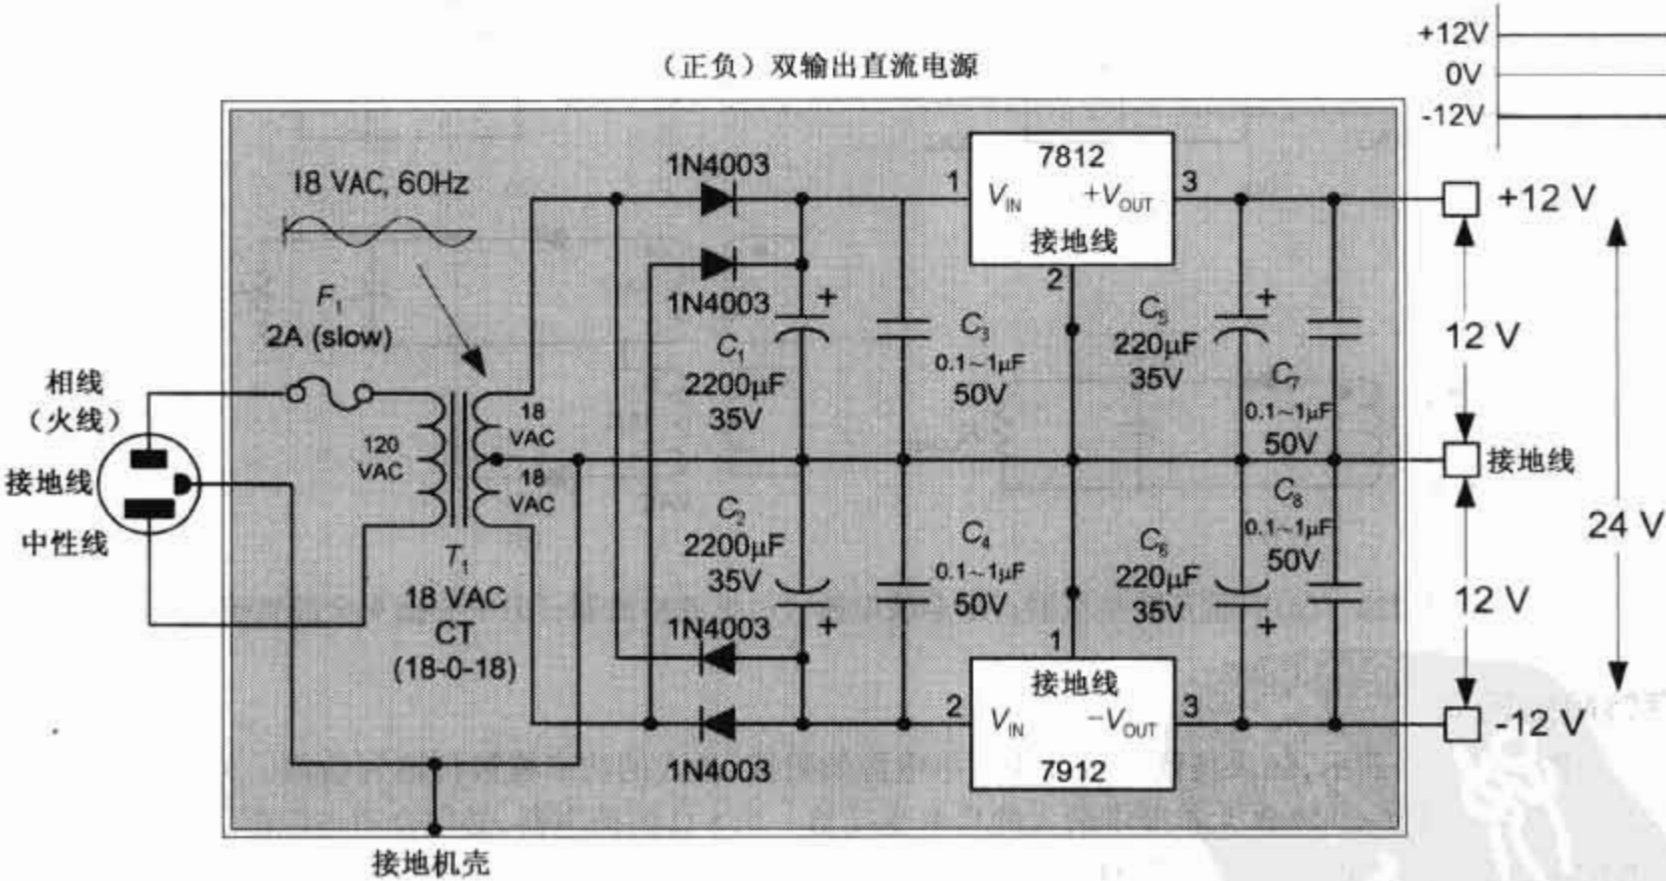 （正负）双输出直流电源
+12V
0V
-12V
18 VAC, 60Hz
F₁
2A (slow)
相线
（火线）
接地线
中性线
120
VAC
18
VAC
18
VAC
T₁
18 VAC
CT
(18-0-18)
接地机壳
1N4003
1N4003
C₁
2200μF
35V
C₂
2200μF
35V
1N4003
1N4003
C₃
0.1~1μF
50V
C₄
0.1~1μF
50V
1
7812
V_IN
+V_OUT
接地线
3
2
C₅
220μF
35V
C₇
0.1~1μF
50V
C₆
220μF
35V
C₈
0.1~1μF
50V
1
接地线
2
V_IN
-V_OUT
3
7912
+
+
+
+
+12 V
12 V
接地线
24 V
12 V
-12 V